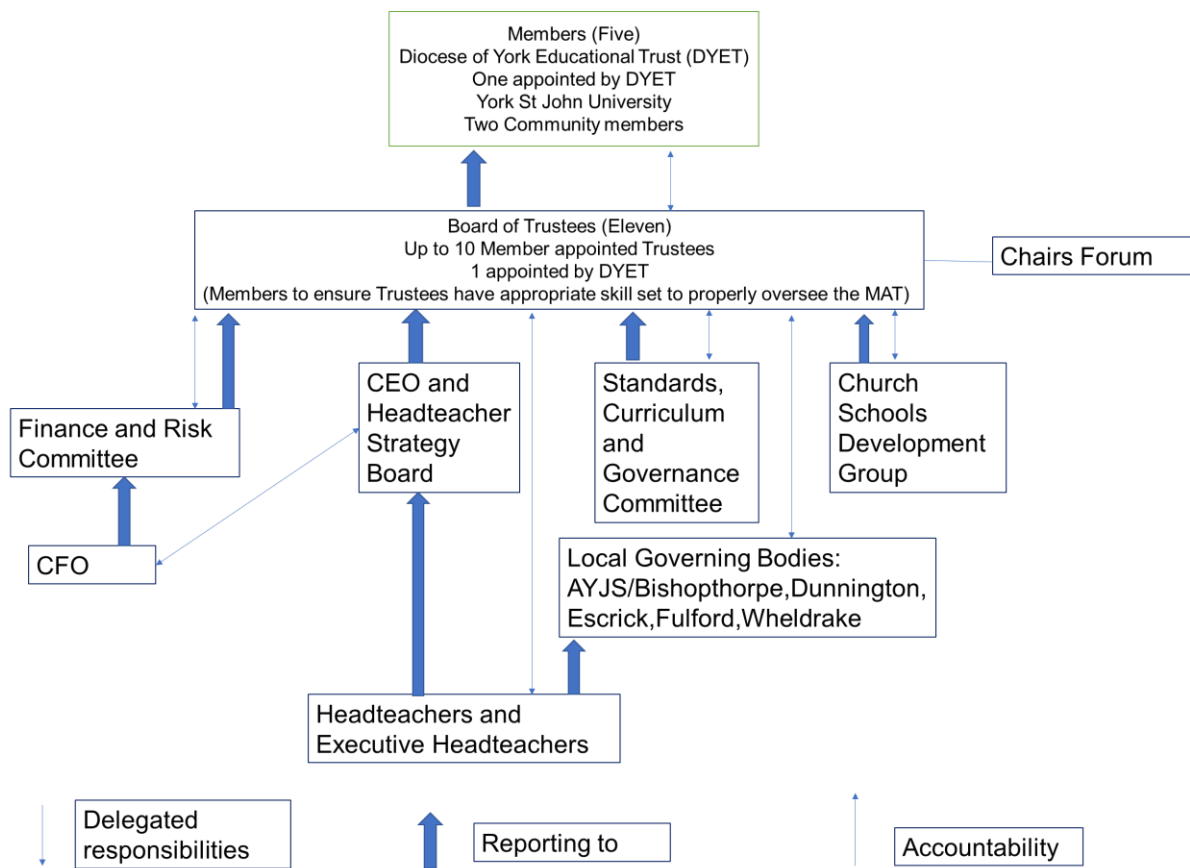 Members (Five)
Diocese of York Educational Trust (DYET)
One appointed by DYET
York St John University
Two Community members
Board of Trustees (Eleven)
Up to 10 Member appointed Trustees
1 appointed by DYET
(Members to ensure Trustees have appropriate skill set to properly oversee the MAT)
Chairs Forum
Finance and Risk
Committee
CEO and
Headteacher
Strategy
Board
Standards,
Curriculum
and
Governance
Committee
Church
Schools
Development
Group
CFO
Local Governing Bodies:
AYJS/Bishopthorpe,Dunnington,
Escrick,Fulford,Wheldrake
Headteachers and
Executive Headteachers
Delegated
responsibilities
Reporting to
Accountability